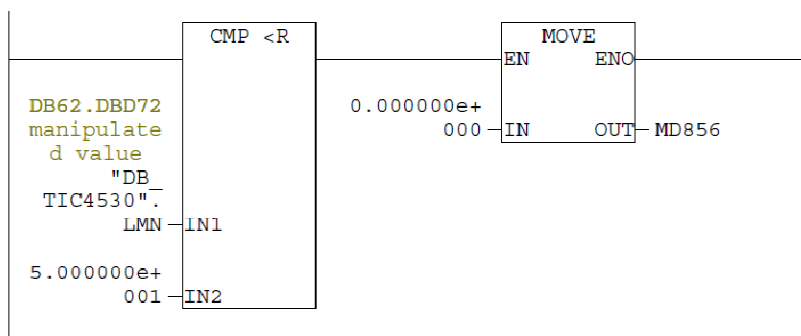 CMP <R
MOVE
EN ENO
DB62.DBD72
manipulate
d value
"DB_
TIC4530".
LMN
IN1
0.000000e+
000
IN
OUT
MD856
5.000000e+
001
IN2